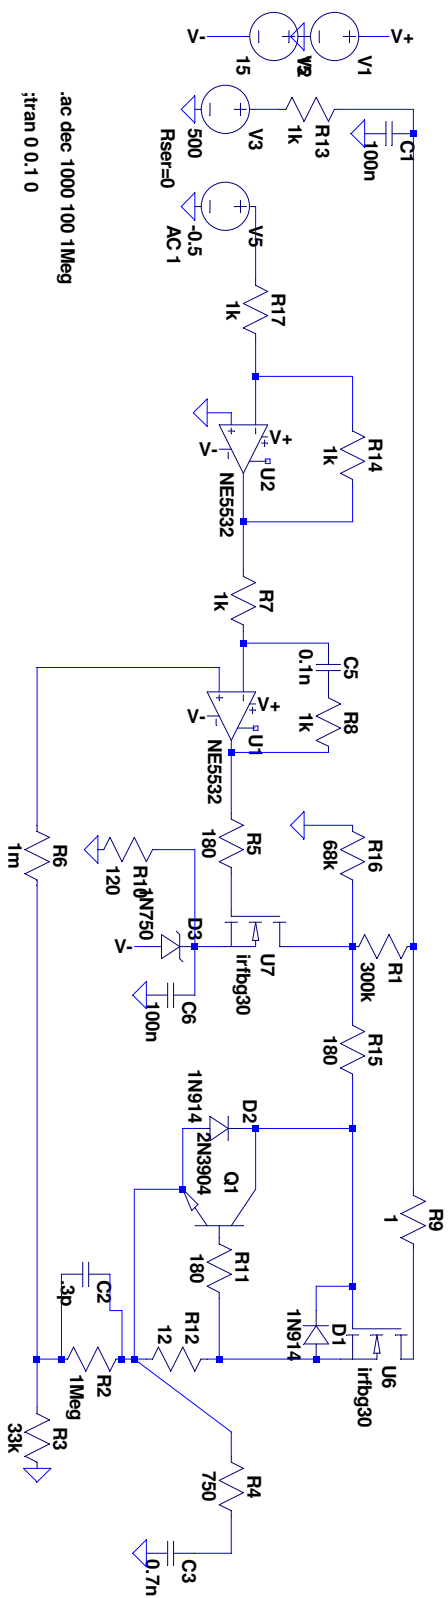 V-
15
V1
V+
V3
500
Rser=0
R13
1k
C1
100n
V5
-0.5
AC 1
.ac dec 1000 100 1Meg
;tran 0 0.1 0
R17
1k
R14
1k
V+
V-
U2
NE5532
R7
1k
C5
0.1n
R8
1k
V+
V-
U1
NE5532
R6
1m
R5
180
R16
68k
R10
120
1N750
D3
V-
C6
100n
U7
irfbg30
R1
300k
R15
180
D2
1N914
2N3904
Q1
R11
180
R12
12
R9
1
D1
1N914
U6
irfbg30
C2
.3p
R2
1Meg
R3
33k
R4
750
C3
0.7n